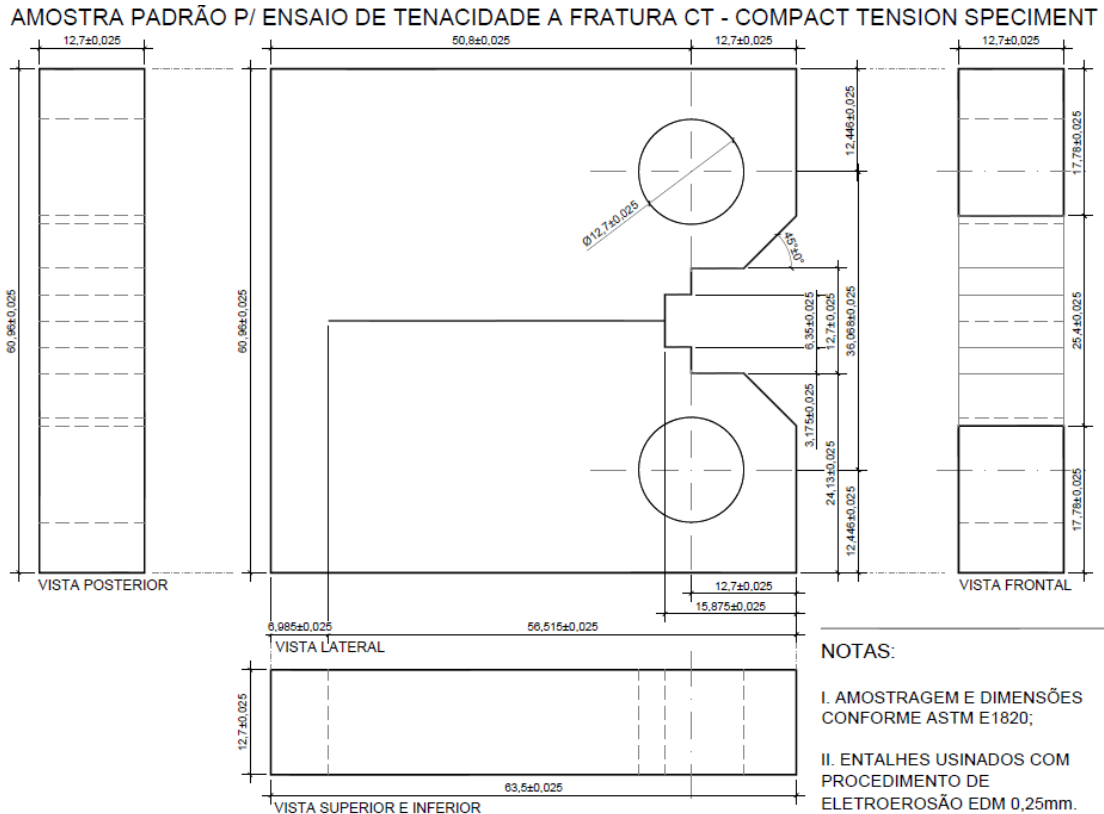 AMOSTRA PADRÃO P/ ENSAIO DE TENACIDADE A FRATURA CT - COMPACT TENSION SPECIMENT
12,7±0,025
50,8±0,025
12,7±0,025
12,7±0,025
60,96±0,025
60,96±0,025
Ø12,7±0,025
45°±0°
12,446±0,025
17,78±0,025
6,35±0,025
12,7±0,025
36,068±0,025
25,4±0,025
3,175±0,025
24,13±0,025
12,446±0,025
17,78±0,025
VISTA POSTERIOR
12,7±0,025
VISTA FRONTAL
15,875±0,025
6,985±0,025
56,515±0,025
VISTA LATERAL
12,7±0,025
63,5±0,025
VISTA SUPERIOR E INFERIOR
NOTAS:
I. AMOSTRAGEM E DIMENSÕES
CONFORME ASTM E1820;
II. ENTALHES USINADOS COM
PROCEDIMENTO DE
ELETROEROSÃO EDM 0,25mm.